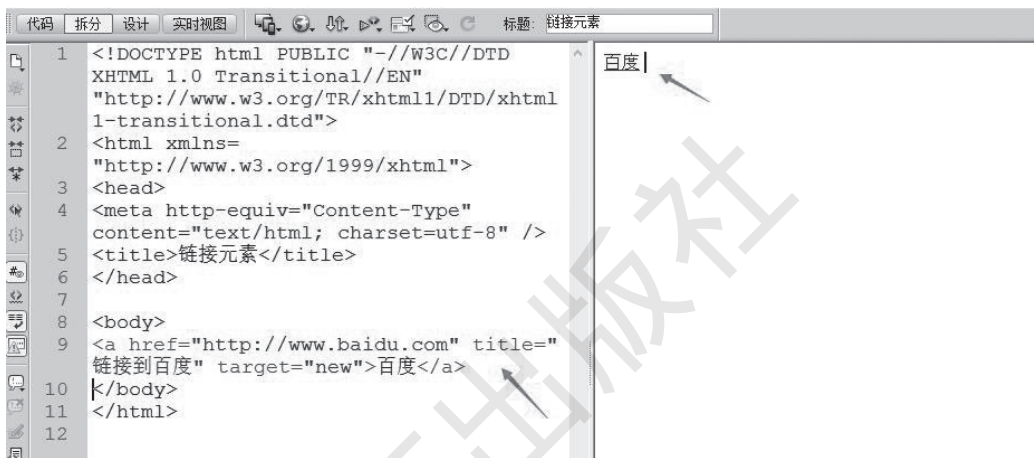 代码 拆分 设计 实时视图 标题: 链接元素
1 <!DOCTYPE html PUBLIC "-//W3C//DTD
XHTML 1.0 Transitional//EN"
"http://www.w3.org/TR/xhtml1/DTD/xhtml
1-transitional.dtd">
2 <html xmlns=
"http://www.w3.org/1999/xhtml">
3 <head>
4 <meta http-equiv="Content-Type"
content="text/html; charset=utf-8" />
5 <title>链接元素</title>
6 </head>
7
8 <body>
9 <a href="http://www.baidu.com" title="
链接到百度" target="new">百度</a>
10 </body>
11 </html>
12
百度
出版社